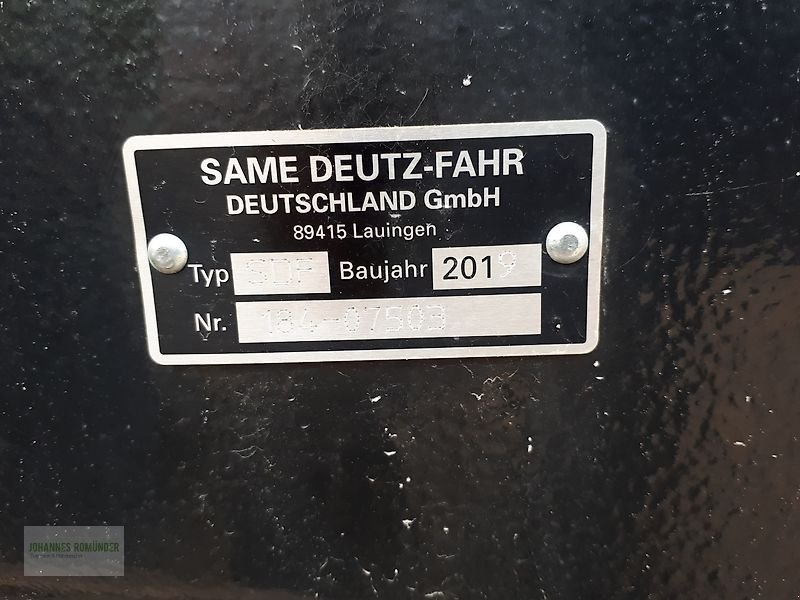 SAME DEUTZ-FAHR
DEUTSCHLAND GmbH
89415 Lauingen
Typ SDF Baujahr 2019
Nr. 184-07503
JOHANNES ROMÜNDER